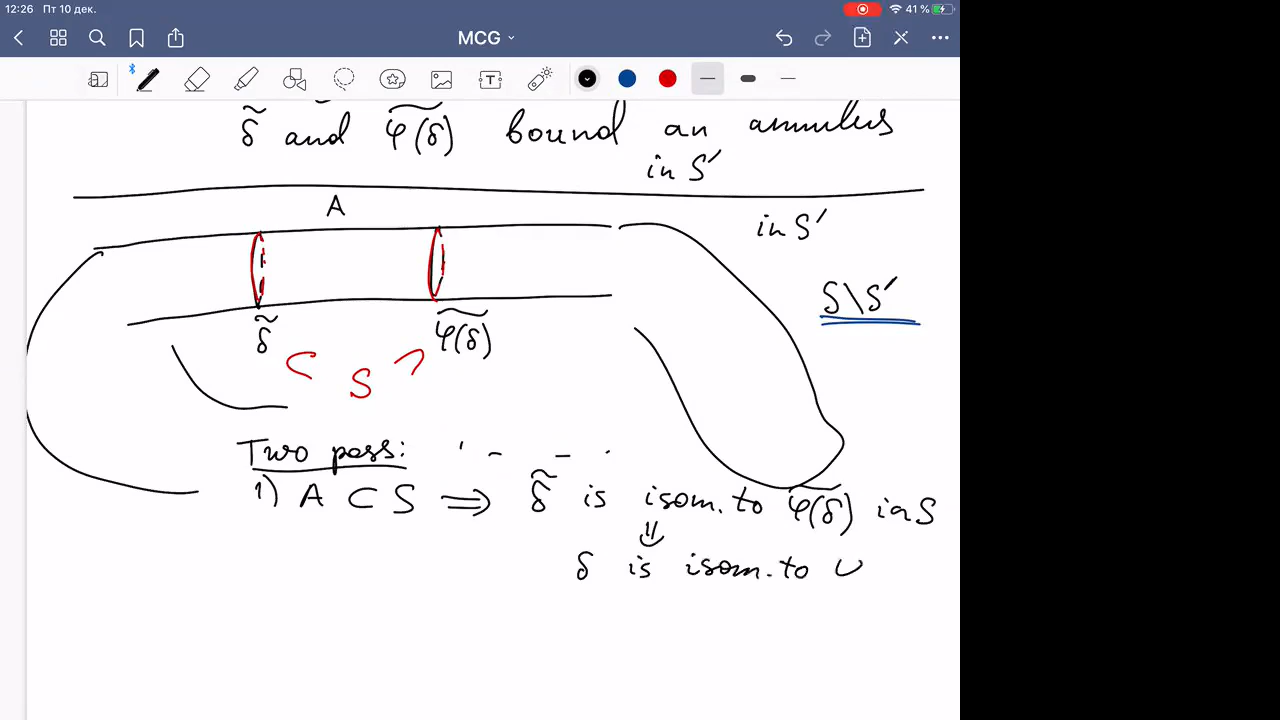 12:26 Пт 10 дек.
41 %
MCG
T
δ̃ and φ(δ)~ bound an annulus
in S'
A
in S'
S\S'
δ̃
φ(δ)~
S
Two poss:
1) A ⊂ S ⟹ δ̃ is isom. to φ(δ)~ in S
⇓
δ is isom. to